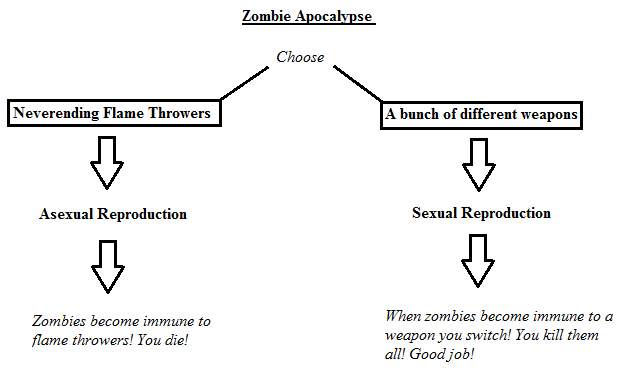 Zombie Apocalypse
Choose
Neverending Flame Throwers
A bunch of different weapons
Asexual Reproduction
Sexual Reproduction
Zombies become immune to
flame throwers! You die!
When zombies become immune to a
weapon you switch! You kill them
all! Good job!